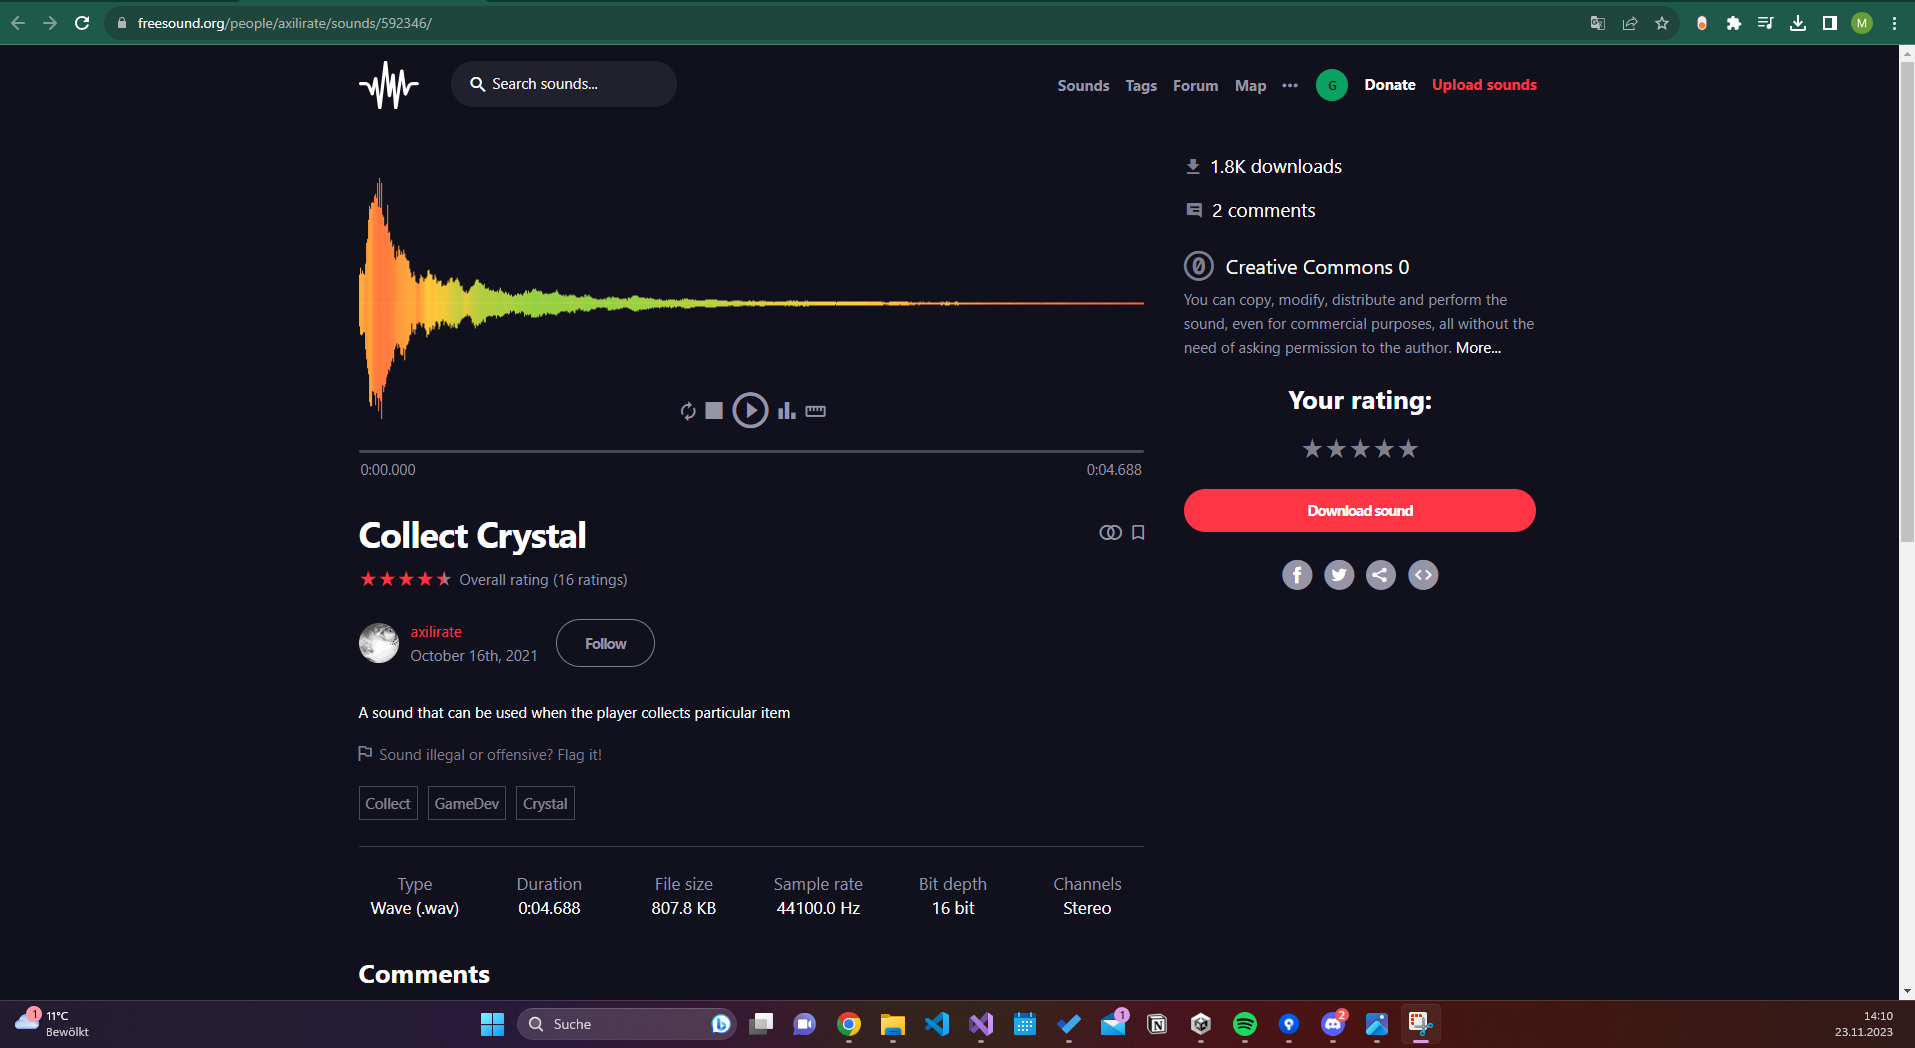 freesound.org/people/axilirate/sounds/592346/
M
Search sounds...
Sounds Tags Forum Map ··· G Donate Upload sounds
1.8K downloads
2 comments
Creative Commons 0
You can copy, modify, distribute and perform the
sound, even for commercial purposes, all without the
need of asking permission to the author. More...
Your rating:
Download sound
0:00.000 0:04.688
Collect Crystal
Overall rating (16 ratings)
axilirate
October 16th, 2021
Follow
A sound that can be used when the player collects particular item
Sound illegal or offensive? Flag it!
Collect GameDev Crystal
Type Duration File size Sample rate Bit depth Channels
Wave (.wav) 0:04.688 807.8 KB 44100.0 Hz 16 bit Stereo
Comments
1 11°C
Bewölkt
Suche
1
2
14:10
23.11.2023